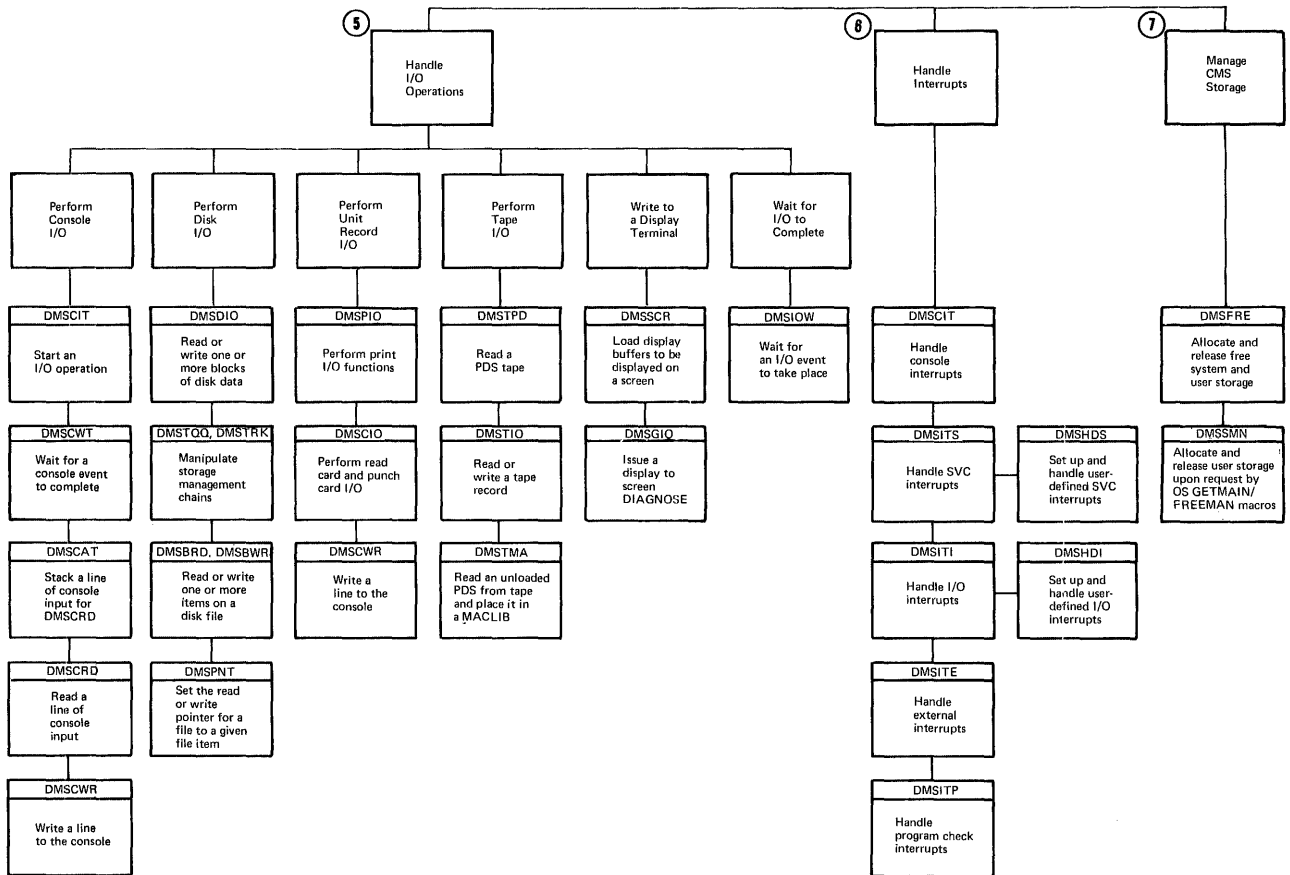 5
Handle
I/O
Operations
6
Handle
Interrupts
7
Manage
CMS
Storage
Perform
Console
I/O
Perform
Disk
I/O
Perform
Unit
Record
I/O
Perform
Tape
I/O
Write to
a Display
Terminal
Wait for
I/O to
Complete
DMSCIT
Start an
I/O operation
DMSCWT
Wait for a
console event
to complete
DMSCAT
Stack a line
of console
input for
DMSCRD
DMSCRD
Read a
line of
console
input
DMSCWR
Write a line
to the console
DMSDIO
Read or
write one or
more blocks
of disk data
DMSTQQ, DMSTRK
Manipulate
storage
management
chains
DMSBRD, DMSBWR
Read or write
one or more
items on a
disk file
DMSPNT
Set the read
or write
pointer for a
file to a given
file item
DMSPIO
Perform print
I/O functions
DMSCIO
Perform read
card and punch
card I/O
DMSCWR
Write a
line to the
console
DMSTPD
Read a
PDS tape
DMSTIO
Read or
write a tape
record
DMSTMA
Read an unloaded
PDS from tape
and place it in
a MACLIB
DMSSCR
Load display
buffers to be
displayed on
a screen
DMSGIO
Issue a
display to
screen
DIAGNOSE
DMSIOW
Wait for
an I/O event
to take place
DMSCIT
Handle
console
interrupts
DMSITS
Handle SVC
interrupts
DMSHDS
Set up and
handle user-
defined SVC
interrupts
DMSITI
Handle I/O
interrupts
DMSHDI
Set up and
handle user-
defined I/O
interrupts
DMSITE
Handle
external
interrupts
DMSITP
Handle
program check
interrupts
DMSFRE
Allocate and
release free
system and
user storage
DMSSMN
Allocate and
release user storage
upon request by
OS GETMAIN/
FREEMAN macros